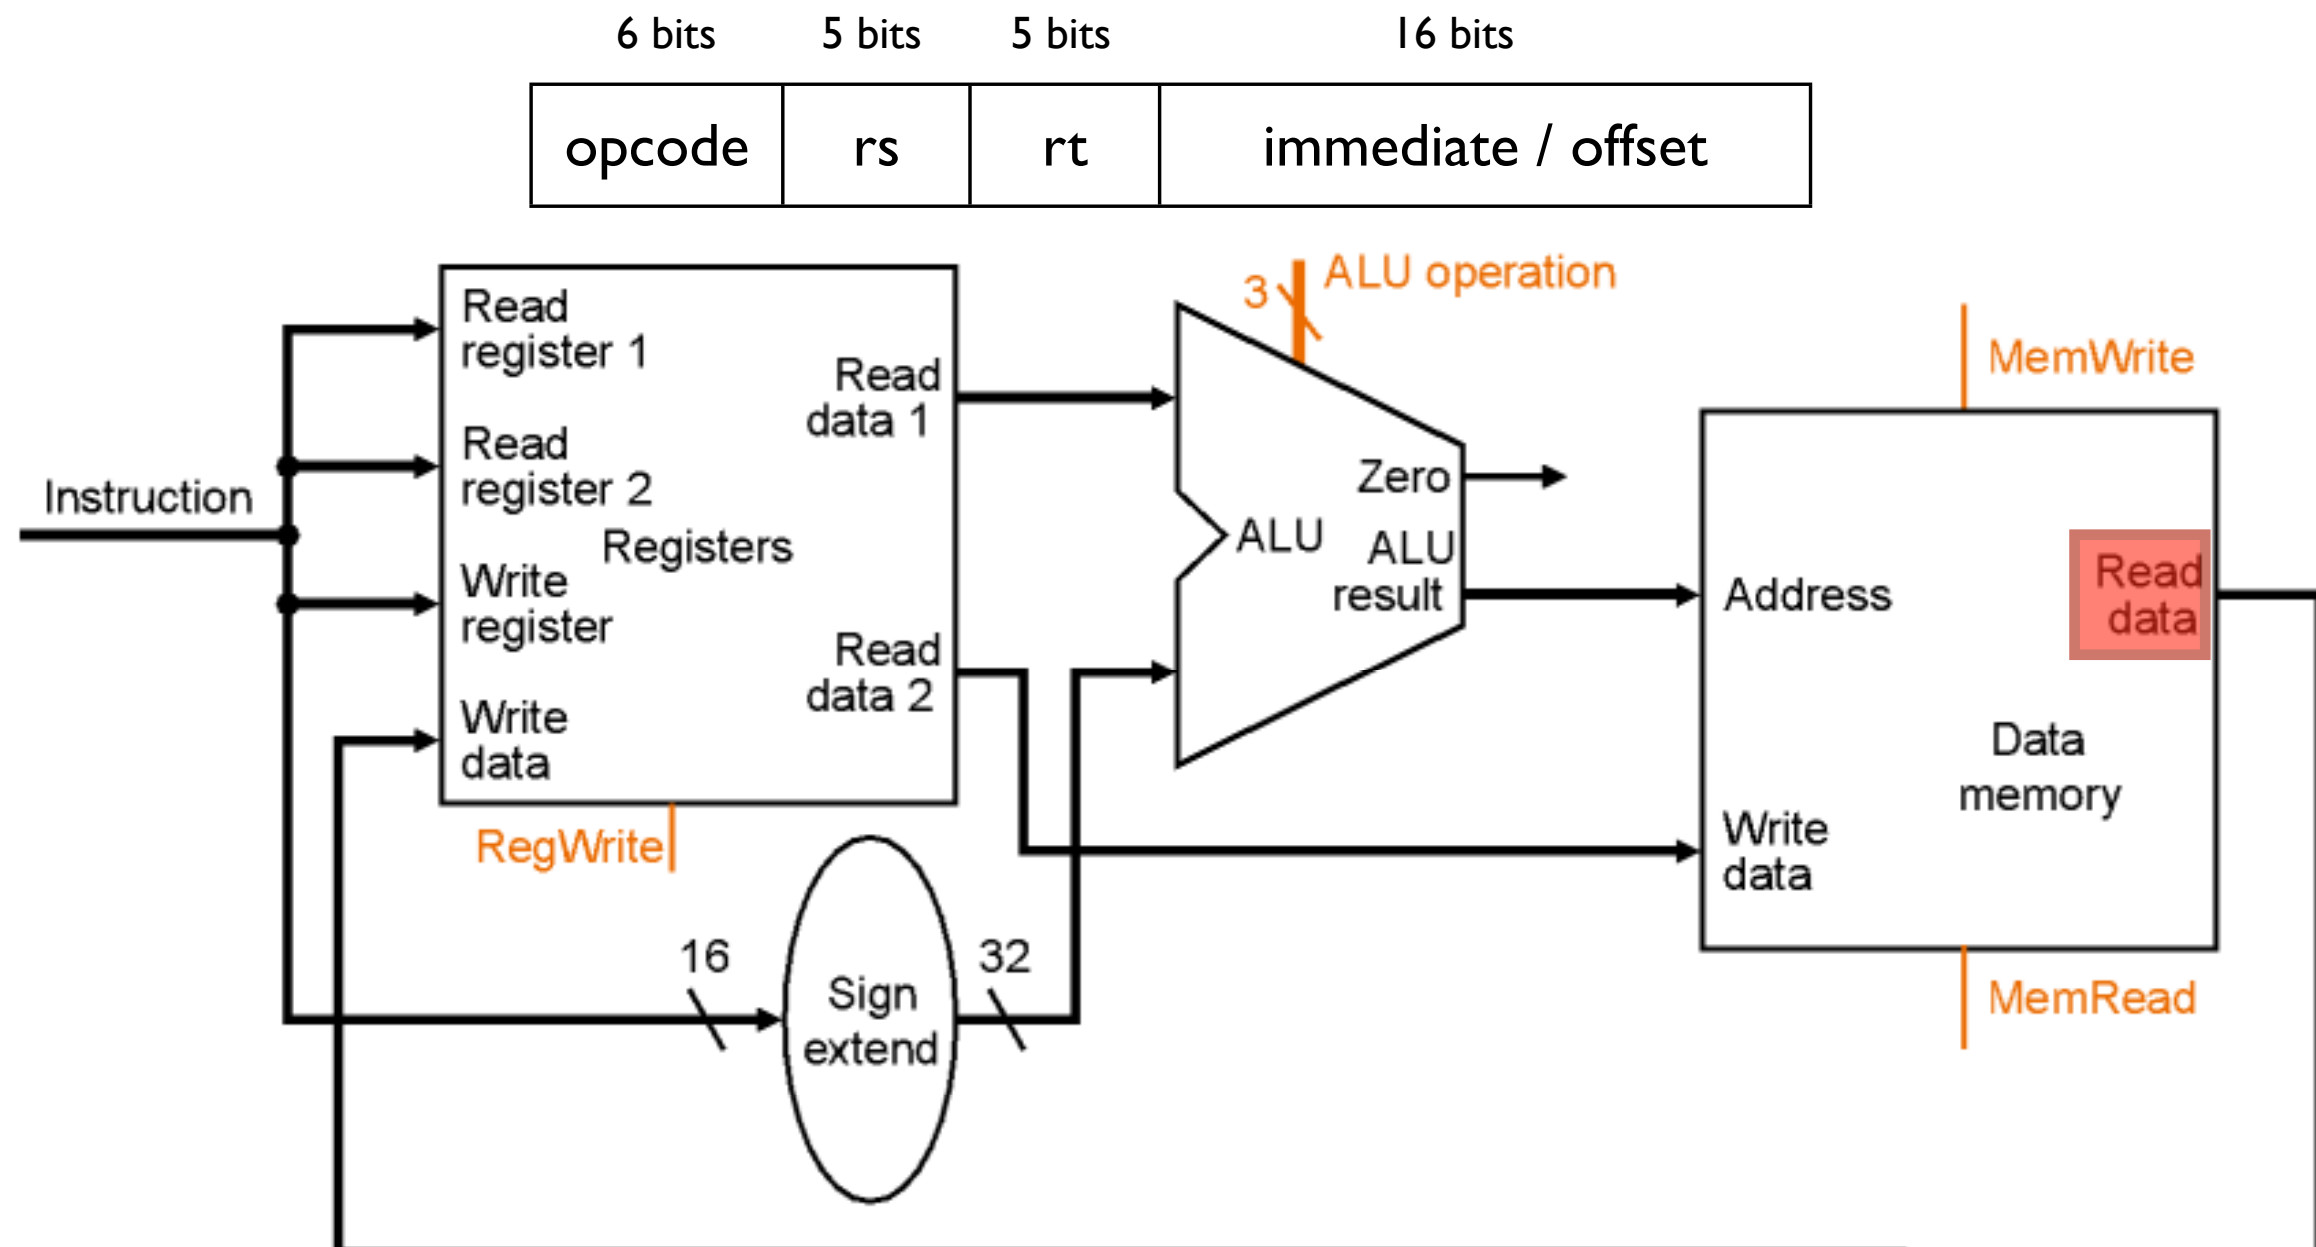 6 bits 5 bits 5 bits 16 bits
opcode rs rt immediate / offset
3 ALU operation
MemWrite
Instruction
Read
register 1
Read
register 2
Registers
Write
register
Write
data
Read
data 1
Read
data 2
RegWrite
Zero
ALU
ALU
result
Address
Read
data
Data
memory
Write
data
MemRead
16
Sign
extend
32